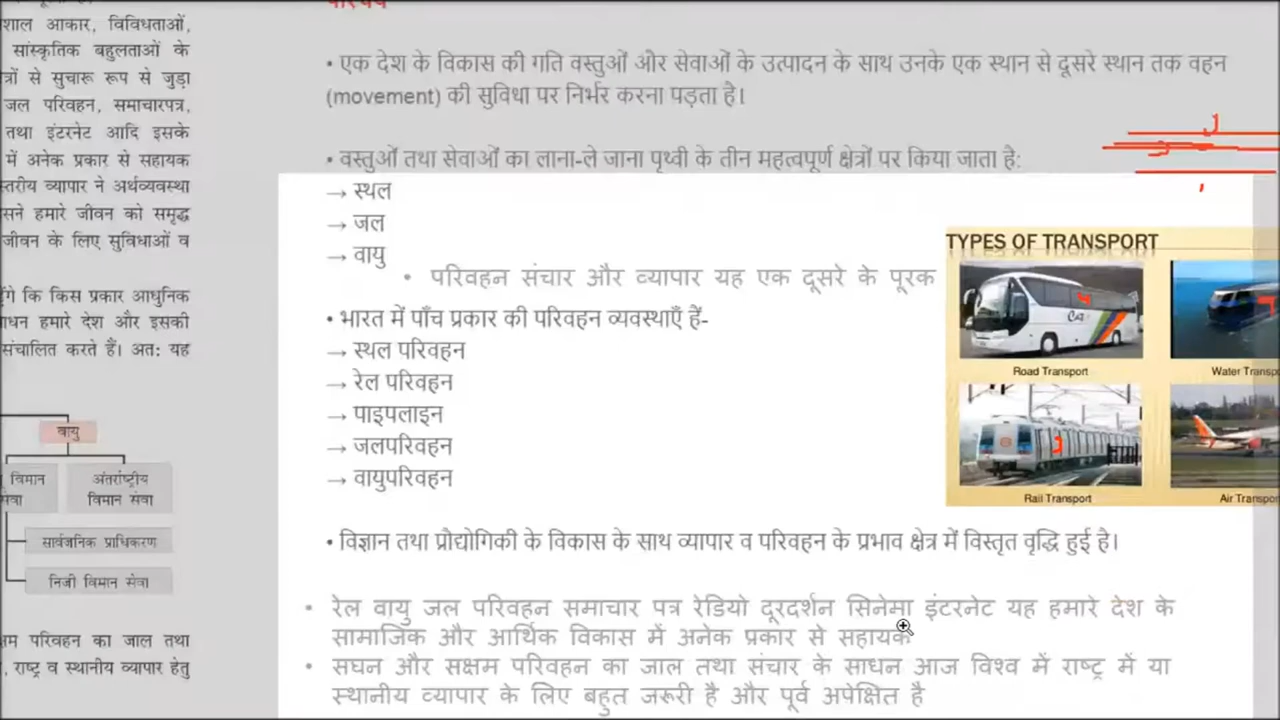 परिचय
शाल आकार, विविधताओं,
सांस्कृतिक बहुलताओं के
त्रों से सुचारू रूप से जुड़ा
जल परिवहन, समाचारपत्र,
तथा इंटरनेट आदि इसके
में अनेक प्रकार से सहायक
स्तरीय व्यापार ने अर्थव्यवस्था
सने हमारे जीवन को समृद्ध
जीवन के लिए सुविधाओं व
ंगे कि किस प्रकार आधुनिक
ाधन हमारे देश और इसकी
संचालित करते हैं। अतः यह
वायु
विमान
सेवा
अंतर्राष्ट्रीय
विमान सेवा
सार्वजनिक प्राधिकरण
निजी विमान सेवा
क्षम परिवहन का जाल तथा
, राष्ट्र व स्थानीय व्यापार हेतु
• एक देश के विकास की गति वस्तुओं और सेवाओं के उत्पादन के साथ उनके एक स्थान से दूसरे स्थान तक वहन
(movement) की सुविधा पर निर्भर करना पड़ता है।
• वस्तुओं तथा सेवाओं का लाना-ले जाना पृथ्वी के तीन महत्वपूर्ण क्षेत्रों पर किया जाता है:
→ स्थल
→ जल
→ वायु
• परिवहन संचार और व्यापार यह एक दूसरे के पूरक
• भारत में पाँच प्रकार की परिवहन व्यवस्थाएँ हैं-
→ स्थल परिवहन
→ रेल परिवहन
→ पाइपलाइन
→ जलपरिवहन
→ वायुपरिवहन
TYPES OF TRANSPORT
Road Transport
Water Transp
Rail Transport
Air Transpo
• विज्ञान तथा प्रौद्योगिकी के विकास के साथ व्यापार व परिवहन के प्रभाव क्षेत्र में विस्तृत वृद्धि हुई है।
• रेल वायु जल परिवहन समाचार पत्र रेडियो दूरदर्शन सिनेमा इंटरनेट यह हमारे देश के
सामाजिक और आर्थिक विकास में अनेक प्रकार से सहायक
• सघन और सक्षम परिवहन का जाल तथा संचार के साधन आज विश्व में राष्ट्र में या
स्थानीय व्यापार के लिए बहुत जरूरी है और पूर्व अपेक्षित है